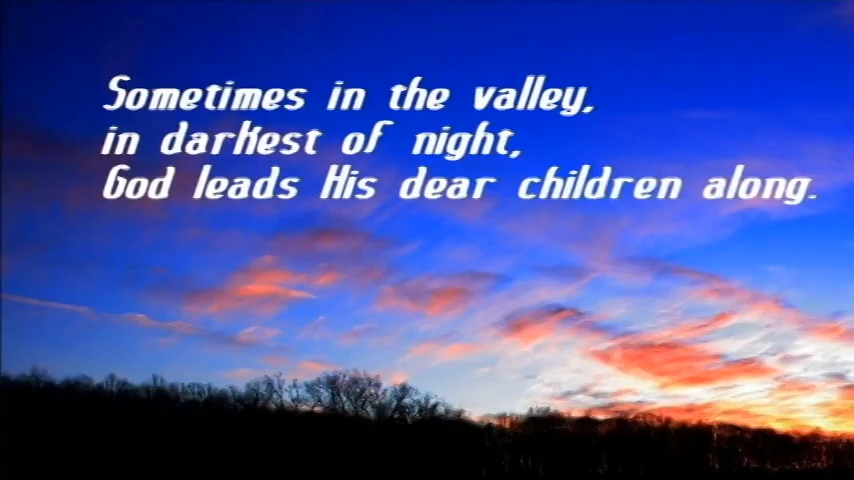 Sometimes in the valley,
in darkest of night,
God leads His dear children along.